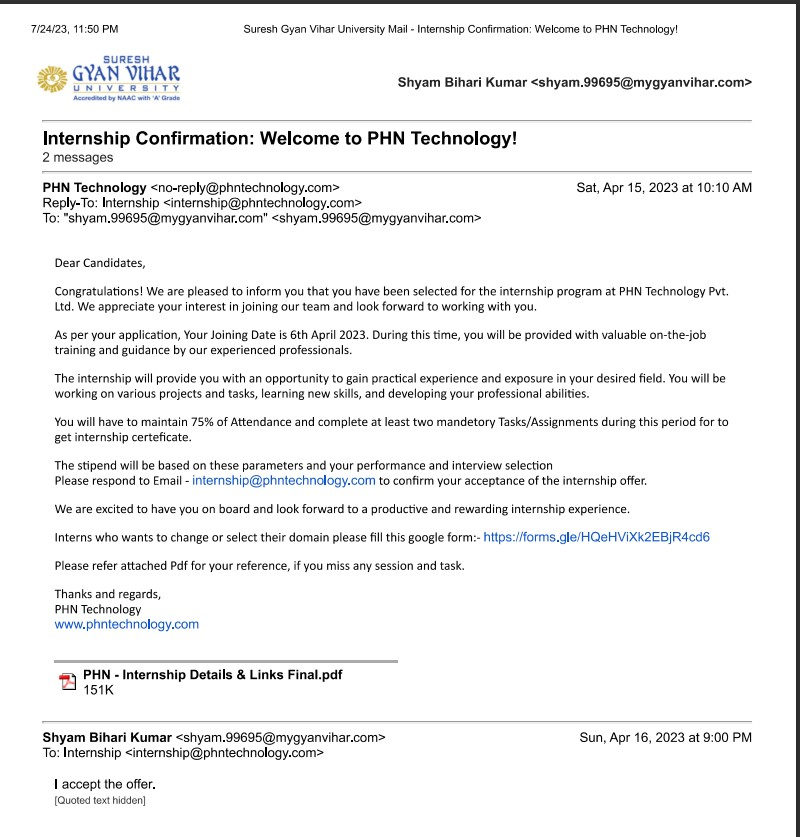 7/24/23, 11:50 PM Suresh Gyan Vihar University Mail - Internship Confirmation: Welcome to PHN Technology!
SURESH
GYAN VIHAR
UNIVERSITY
Accredited by NAAC with 'A' Grade
Shyam Bihari Kumar <shyam.99695@mygyanvihar.com>
Internship Confirmation: Welcome to PHN Technology!
2 messages
PHN Technology <no-reply@phntechnology.com> Sat, Apr 15, 2023 at 10:10 AM
Reply-To: Internship <internship@phntechnology.com>
To: "shyam.99695@mygyanvihar.com" <shyam.99695@mygyanvihar.com>
Dear Candidates,
Congratulations! We are pleased to inform you that you have been selected for the internship program at PHN Technology Pvt.
Ltd. We appreciate your interest in joining our team and look forward to working with you.
As per your application, Your Joining Date is 6th April 2023. During this time, you will be provided with valuable on-the-job
training and guidance by our experienced professionals.
The internship will provide you with an opportunity to gain practical experience and exposure in your desired field. You will be
working on various projects and tasks, learning new skills, and developing your professional abilities.
You will have to maintain 75% of Attendance and complete at least two mandetory Tasks/Assignments during this period for to
get internship certeficate.
The stipend will be based on these parameters and your performance and interview selection
Please respond to Email - internship@phntechnology.com to confirm your acceptance of the internship offer.
We are excited to have you on board and look forward to a productive and rewarding internship experience.
Interns who wants to change or select their domain please fill this google form:- https://forms.gle/HQeHViXk2EBjR4cd6
Please refer attached Pdf for your reference, if you miss any session and task.
Thanks and regards,
PHN Technology
www.phntechnology.com
PHN - Internship Details & Links Final.pdf
151K
Shyam Bihari Kumar <shyam.99695@mygyanvihar.com> Sun, Apr 16, 2023 at 9:00 PM
To: Internship <internship@phntechnology.com>
I accept the offer.
[Quoted text hidden]